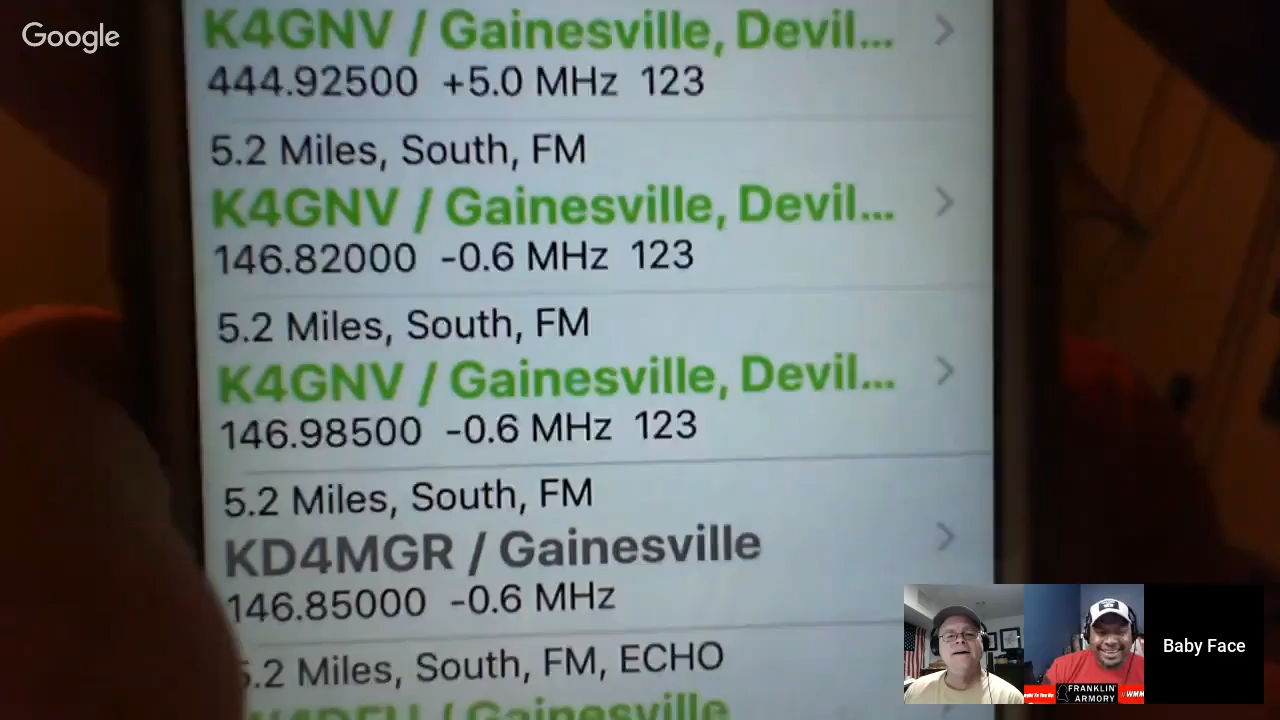 Google
K4GNV / Gainesville, Devil...
444.92500 +5.0 MHz 123
5.2 Miles, South, FM
K4GNV / Gainesville, Devil...
146.82000 -0.6 MHz 123
5.2 Miles, South, FM
K4GNV / Gainesville, Devil...
146.98500 -0.6 MHz 123
5.2 Miles, South, FM
KD4MGR / Gainesville
146.85000 -0.6 MHz
5.2 Miles, South, FM, ECHO
/ Gainesville
Baby Face
FRANKLIN
ARMORY